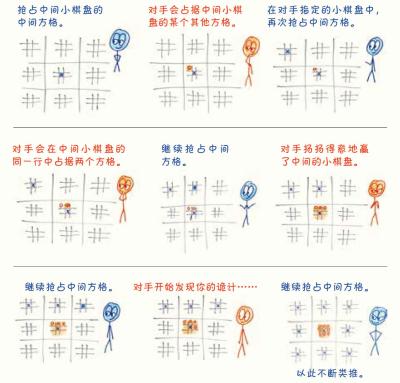 抢占中间小棋盘的
中间方格。
对手会占据中间小棋
盘的某个其他方格。
在对手指定的小棋盘中，
再次抢占中间方格。
对手会在中间小棋盘的
同一行中占据两个方格。
继续抢占中间
方格。
对手扬扬得意地赢
了中间的小棋盘。
继续抢占中间方格。
对手开始发现你的诡计……
继续抢占中间方格。
以此不断类推。